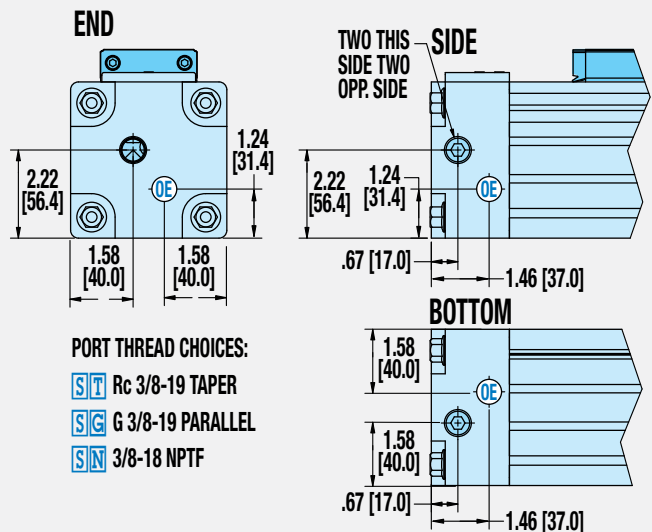 END
2.22
[56.4]
OE
1.24
[31.4]
1.58
[40.0]
1.58
[40.0]
TWO THIS
SIDE TWO
OPP. SIDE
SIDE
2.22
[56.4]
1.24
[31.4]
OE
.67 [17.0]
1.46 [37.0]
BOTTOM
1.58
[40.0]
OE
1.58
[40.0]
.67 [17.0]
1.46 [37.0]
PORT THREAD CHOICES:
ST Rc 3/8-19 TAPER
SG G 3/8-19 PARALLEL
SN 3/8-18 NPTF